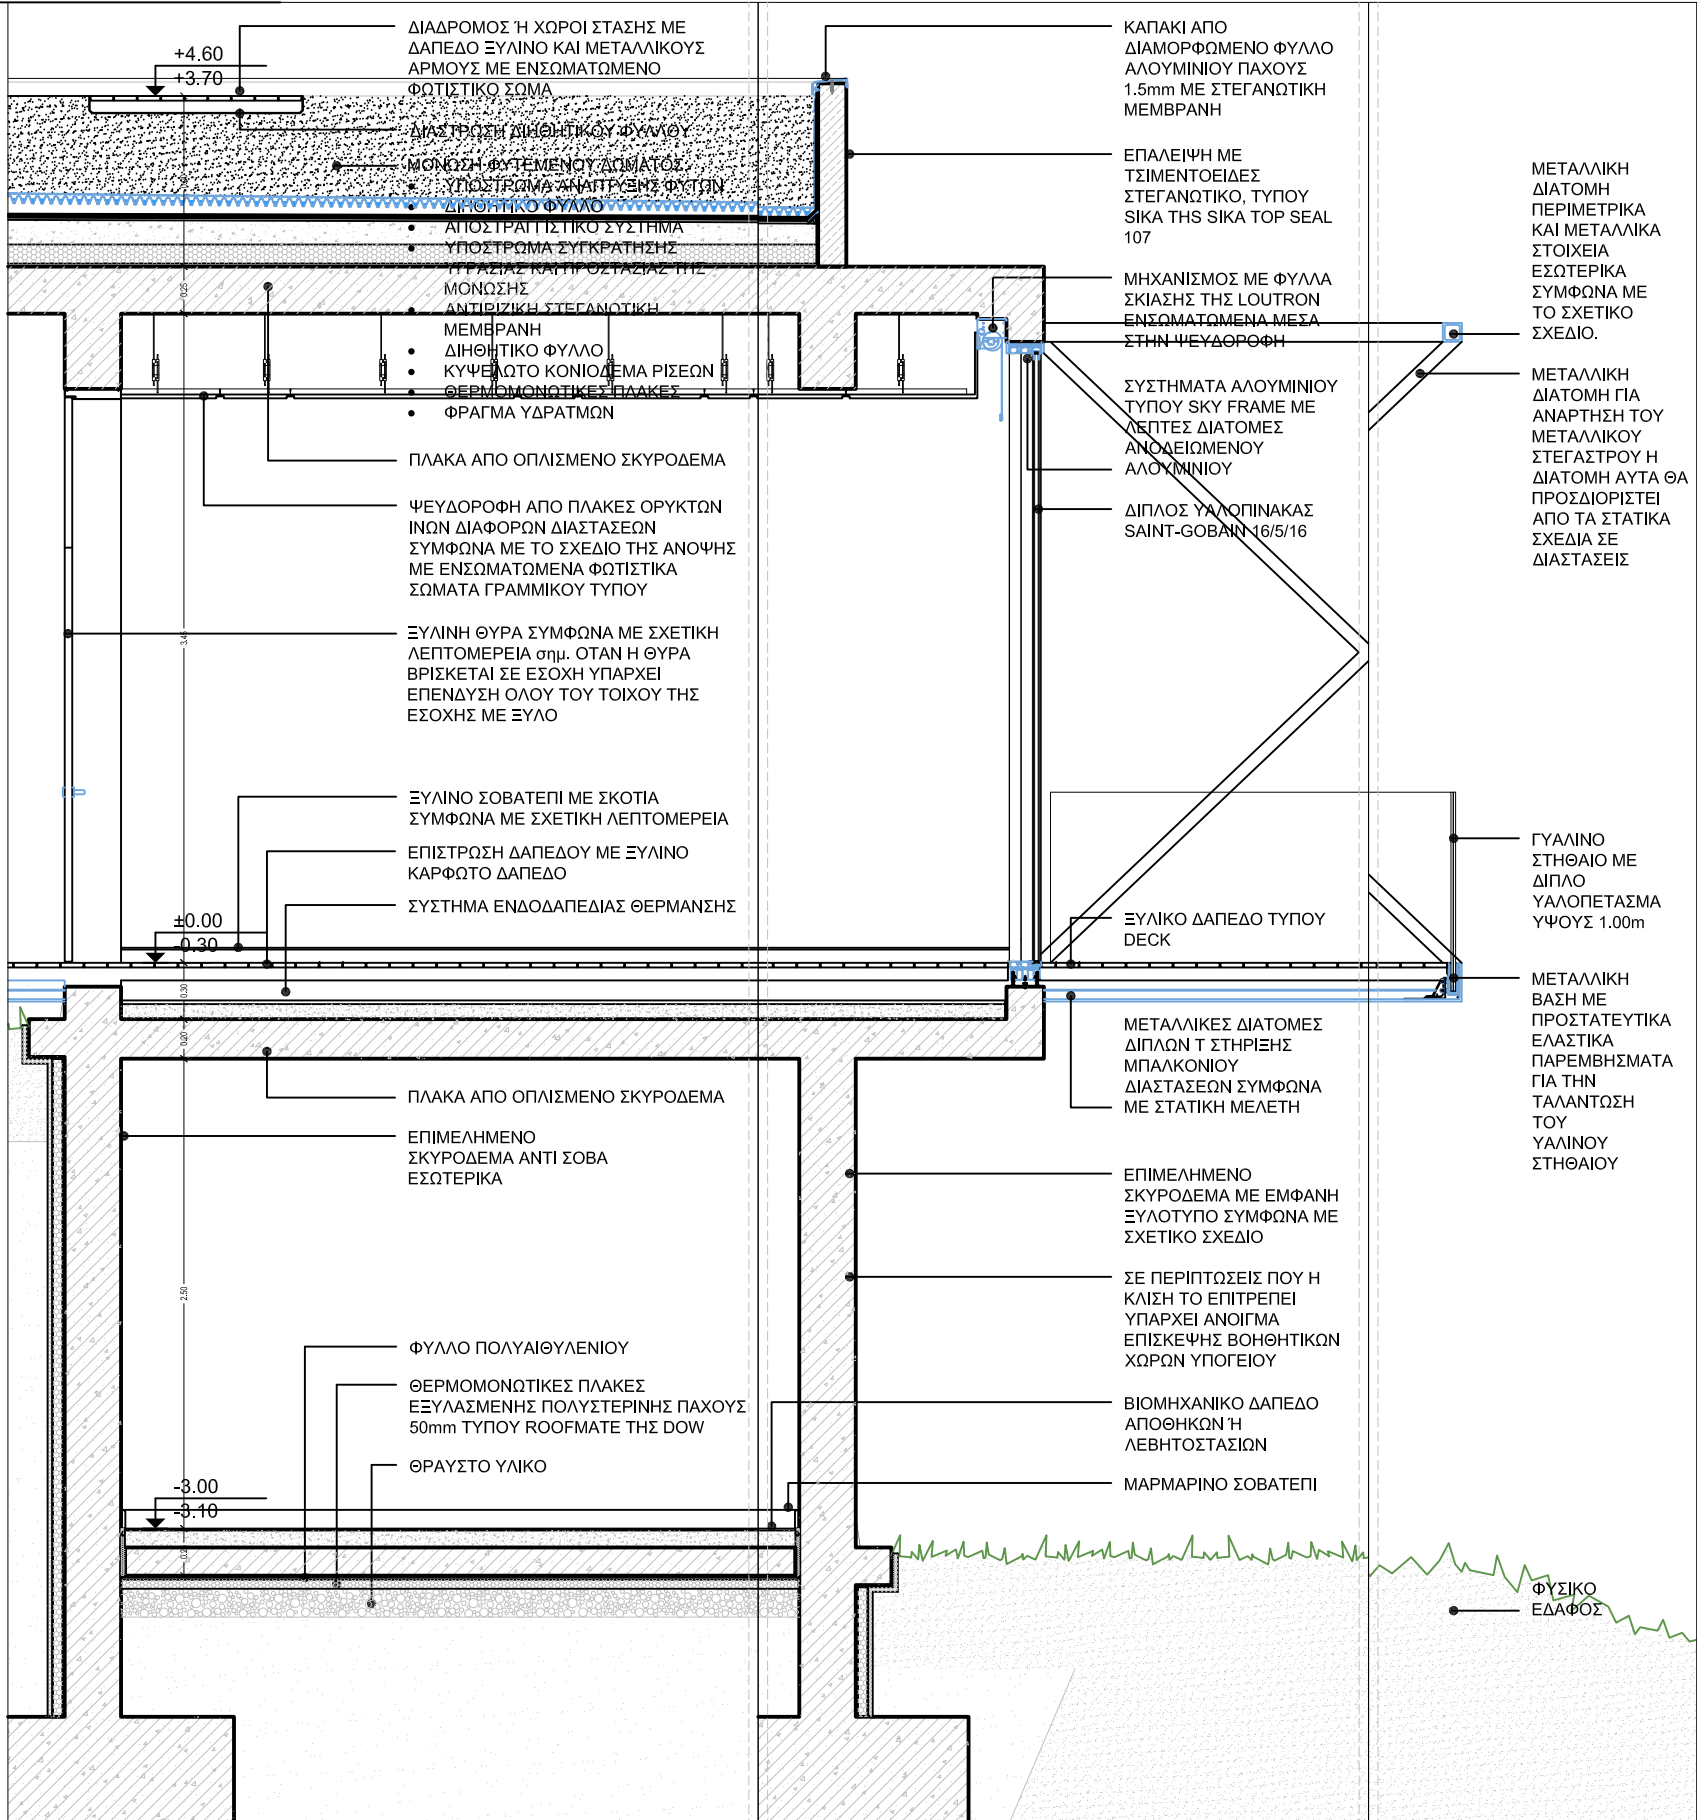 ΔΙΑΔΡΟΜΟΣ Ή ΧΩΡΟΙ ΣΤΑΣΗΣ ΜΕ
ΔΑΠΕΔΟ ΞΥΛΙΝΟ ΚΑΙ ΜΕΤΑΛΛΙΚΟΥΣ
ΑΡΜΟΥΣ ΜΕ ΕΝΣΩΜΑΤΩΜΕΝΟ
ΦΩΤΙΣΤΙΚΟ ΣΩΜΑ
+4.60
+3.70
ΔΙΑΣΤΡΩΣΗ ΔΙΗΘΗΤΙΚΟΥ ΦΥΛΛΟΥ
ΜΟΝΩΣΗ ΦΥΤΕΜΕΝΟΥ ΔΩΜΑΤΟΣ
• ΥΠΟΣΤΡΩΜΑ ΑΝΑΠΤΥΞΗΣ ΦΥΤΩΝ
• ΔΙΗΘΗΤΙΚΟ ΦΥΛΛΟ
• ΑΠΟΣΤΡΑΓΓΙΣΤΙΚΟ ΣΥΣΤΗΜΑ
• ΥΠΟΣΤΡΩΜΑ ΣΥΓΚΡΑΤΗΣΗΣ
ΥΓΡΑΣΙΑΣ ΚΑΙ ΠΡΟΣΤΑΣΙΑΣ ΤΗΣ
ΜΟΝΩΣΗΣ
• ΑΝΤΙΡΙΖΙΚΗ ΣΤΕΓΑΝΟΤΙΚΗ
ΜΕΜΒΡΑΝΗ
• ΔΙΗΘΗΤΙΚΟ ΦΥΛΛΟ
• ΚΥΨΕΛΩΤΟ ΚΟΝΙΟΔΕΜΑ ΡΙΣΕΩΝ
• ΘΕΡΜΟΜΟΝΩΤΙΚΕΣ ΠΛΑΚΕΣ
• ΦΡΑΓΜΑ ΥΔΡΑΤΜΩΝ
0.25
ΠΛΑΚΑ ΑΠΟ ΟΠΛΙΣΜΕΝΟ ΣΚΥΡΟΔΕΜΑ
ΨΕΥΔΟΡΟΦΗ ΑΠΟ ΠΛΑΚΕΣ ΟΡΥΚΤΩΝ
ΙΝΩΝ ΔΙΑΦΟΡΩΝ ΔΙΑΣΤΑΣΕΩΝ
ΣΥΜΦΩΝΑ ΜΕ ΤΟ ΣΧΕΔΙΟ ΤΗΣ ΑΝΟΨΗΣ
ΜΕ ΕΝΣΩΜΑΤΩΜΕΝΑ ΦΩΤΙΣΤΙΚΑ
ΣΩΜΑΤΑ ΓΡΑΜΜΙΚΟΥ ΤΥΠΟΥ
3.45
ΞΥΛΙΝΗ ΘΥΡΑ ΣΥΜΦΩΝΑ ΜΕ ΣΧΕΤΙΚΗ
ΛΕΠΤΟΜΕΡΕΙΑ σημ. ΟΤΑΝ Η ΘΥΡΑ
ΒΡΙΣΚΕΤΑΙ ΣΕ ΕΣΟΧΗ ΥΠΑΡΧΕΙ
ΕΠΕΝΔΥΣΗ ΟΛΟΥ ΤΟΥ ΤΟΙΧΟΥ ΤΗΣ
ΕΣΟΧΗΣ ΜΕ ΞΥΛΟ
ΞΥΛΙΝΟ ΣΟΒΑΤΕΠΙ ΜΕ ΣΚΟΤΙΑ
ΣΥΜΦΩΝΑ ΜΕ ΣΧΕΤΙΚΗ ΛΕΠΤΟΜΕΡΕΙΑ
ΕΠΙΣΤΡΩΣΗ ΔΑΠΕΔΟΥ ΜΕ ΞΥΛΙΝΟ
ΚΑΡΦΩΤΟ ΔΑΠΕΔΟ
ΣΥΣΤΗΜΑ ΕΝΔΟΔΑΠΕΔΙΑΣ ΘΕΡΜΑΝΣΗΣ
±0.00
-0.30
0.30
0.20
ΠΛΑΚΑ ΑΠΟ ΟΠΛΙΣΜΕΝΟ ΣΚΥΡΟΔΕΜΑ
ΕΠΙΜΕΛΗΜΕΝΟ
ΣΚΥΡΟΔΕΜΑ ΑΝΤΙ ΣΟΒΑ
ΕΣΩΤΕΡΙΚΑ
2.50
ΦΥΛΛΟ ΠΟΛΥΑΙΘΥΛΕΝΙΟΥ
ΘΕΡΜΟΜΟΝΩΤΙΚΕΣ ΠΛΑΚΕΣ
ΕΞΥΛΑΣΜΕΝΗΣ ΠΟΛΥΣΤΕΡΙΝΗΣ ΠΑΧΟΥΣ
50mm ΤΥΠΟΥ ROOFMATE ΤΗΣ DOW
ΘΡΑΥΣΤΟ ΥΛΙΚΟ
-3.00
-3.10
ΚΑΠΑΚΙ ΑΠΟ
ΔΙΑΜΟΡΦΩΜΕΝΟ ΦΥΛΛΟ
ΑΛΟΥΜΙΝΙΟΥ ΠΑΧΟΥΣ
1.5mm ΜΕ ΣΤΕΓΑΝΩΤΙΚΗ
ΜΕΜΒΡΑΝΗ
ΕΠΑΛΕΙΨΗ ΜΕ
ΤΣΙΜΕΝΤΟΕΙΔΕΣ
ΣΤΕΓΑΝΩΤΙΚΟ, ΤΥΠΟΥ
SIKA THS SIKA TOP SEAL
107
ΜΗΧΑΝΙΣΜΟΣ ΜΕ ΦΥΛΛΑ
ΣΚΙΑΣΗΣ ΤΗΣ LOUTRON
ΕΝΣΩΜΑΤΩΜΕΝΑ ΜΕΣΑ
ΣΤΗΝ ΨΕΥΔΟΡΟΦΗ
ΣΥΣΤΗΜΑΤΑ ΑΛΟΥΜΙΝΙΟΥ
ΤΥΠΟΥ SKY FRAME ΜΕ
ΛΕΠΤΕΣ ΔΙΑΤΟΜΕΣ
ΑΝΟΔΕΙΩΜΕΝΟΥ
ΑΛΟΥΜΙΝΙΟΥ
ΔΙΠΛΟΣ ΥΑΛΟΠΙΝΑΚΑΣ
SAINT-GOBAIN 16/5/16
ΞΥΛΙΚΟ ΔΑΠΕΔΟ ΤΥΠΟΥ
DECK
ΜΕΤΑΛΛΙΚΕΣ ΔΙΑΤΟΜΕΣ
ΔΙΠΛΩΝ Τ ΣΤΗΡΙΞΗΣ
ΜΠΑΛΚΟΝΙΟΥ
ΔΙΑΣΤΑΣΕΩΝ ΣΥΜΦΩΝΑ
ΜΕ ΣΤΑΤΙΚΗ ΜΕΛΕΤΗ
ΕΠΙΜΕΛΗΜΕΝΟ
ΣΚΥΡΟΔΕΜΑ ΜΕ ΕΜΦΑΝΗ
ΞΥΛΟΤΥΠΟ ΣΥΜΦΩΝΑ ΜΕ
ΣΧΕΤΙΚΟ ΣΧΕΔΙΟ
ΣΕ ΠΕΡΙΠΤΩΣΕΙΣ ΠΟΥ Η
ΚΛΙΣΗ ΤΟ ΕΠΙΤΡΕΠΕΙ
ΥΠΑΡΧΕΙ ΑΝΟΙΓΜΑ
ΕΠΙΣΚΕΨΗΣ ΒΟΗΘΗΤΙΚΩΝ
ΧΩΡΩΝ ΥΠΟΓΕΙΟΥ
ΒΙΟΜΗΧΑΝΙΚΟ ΔΑΠΕΔΟ
ΑΠΟΘΗΚΩΝ Ή
ΛΕΒΗΤΟΣΤΑΣΙΩΝ
ΜΑΡΜΑΡΙΝΟ ΣΟΒΑΤΕΠΙ
ΜΕΤΑΛΛΙΚΗ
ΔΙΑΤΟΜΗ
ΠΕΡΙΜΕΤΡΙΚΑ
ΚΑΙ ΜΕΤΑΛΛΙΚΑ
ΣΤΟΙΧΕΙΑ
ΕΣΩΤΕΡΙΚΑ
ΣΥΜΦΩΝΑ ΜΕ
ΤΟ ΣΧΕΤΙΚΟ
ΣΧΕΔΙΟ.
ΜΕΤΑΛΛΙΚΗ
ΔΙΑΤΟΜΗ ΓΙΑ
ΑΝΑΡΤΗΣΗ ΤΟΥ
ΜΕΤΑΛΛΙΚΟΥ
ΣΤΕΓΑΣΤΡΟΥ Η
ΔΙΑΤΟΜΗ ΑΥΤΑ ΘΑ
ΠΡΟΣΔΙΟΡΙΣΤΕΙ
ΑΠΟ ΤΑ ΣΤΑΤΙΚΑ
ΣΧΕΔΙΑ ΣΕ
ΔΙΑΣΤΑΣΕΙΣ
ΓΥΑΛΙΝΟ
ΣΤΗΘΑΙΟ ΜΕ
ΔΙΠΛΟ
ΥΑΛΟΠΕΤΑΣΜΑ
ΥΨΟΥΣ 1.00m
ΜΕΤΑΛΛΙΚΗ
ΒΑΣΗ ΜΕ
ΠΡΟΣΤΑΤΕΥΤΙΚΑ
ΕΛΑΣΤΙΚΑ
ΠΑΡΕΜΒΗΣΜΑΤΑ
ΓΙΑ ΤΗΝ
ΤΑΛΑΝΤΩΣΗ
ΤΟΥ
ΥΑΛΙΝΟΥ
ΣΤΗΘΑΙΟΥ
ΦΥΣΙΚΟ
ΕΔΑΦΟΣ